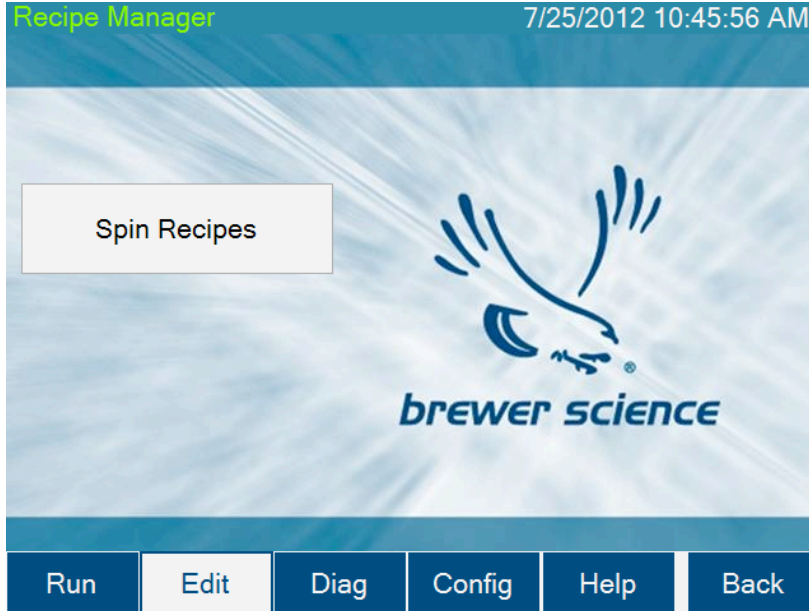 Recipe Manager 7/25/2012 10:45:56 AM
Spin Recipes
®
brewer science
Run Edit Diag Config Help Back